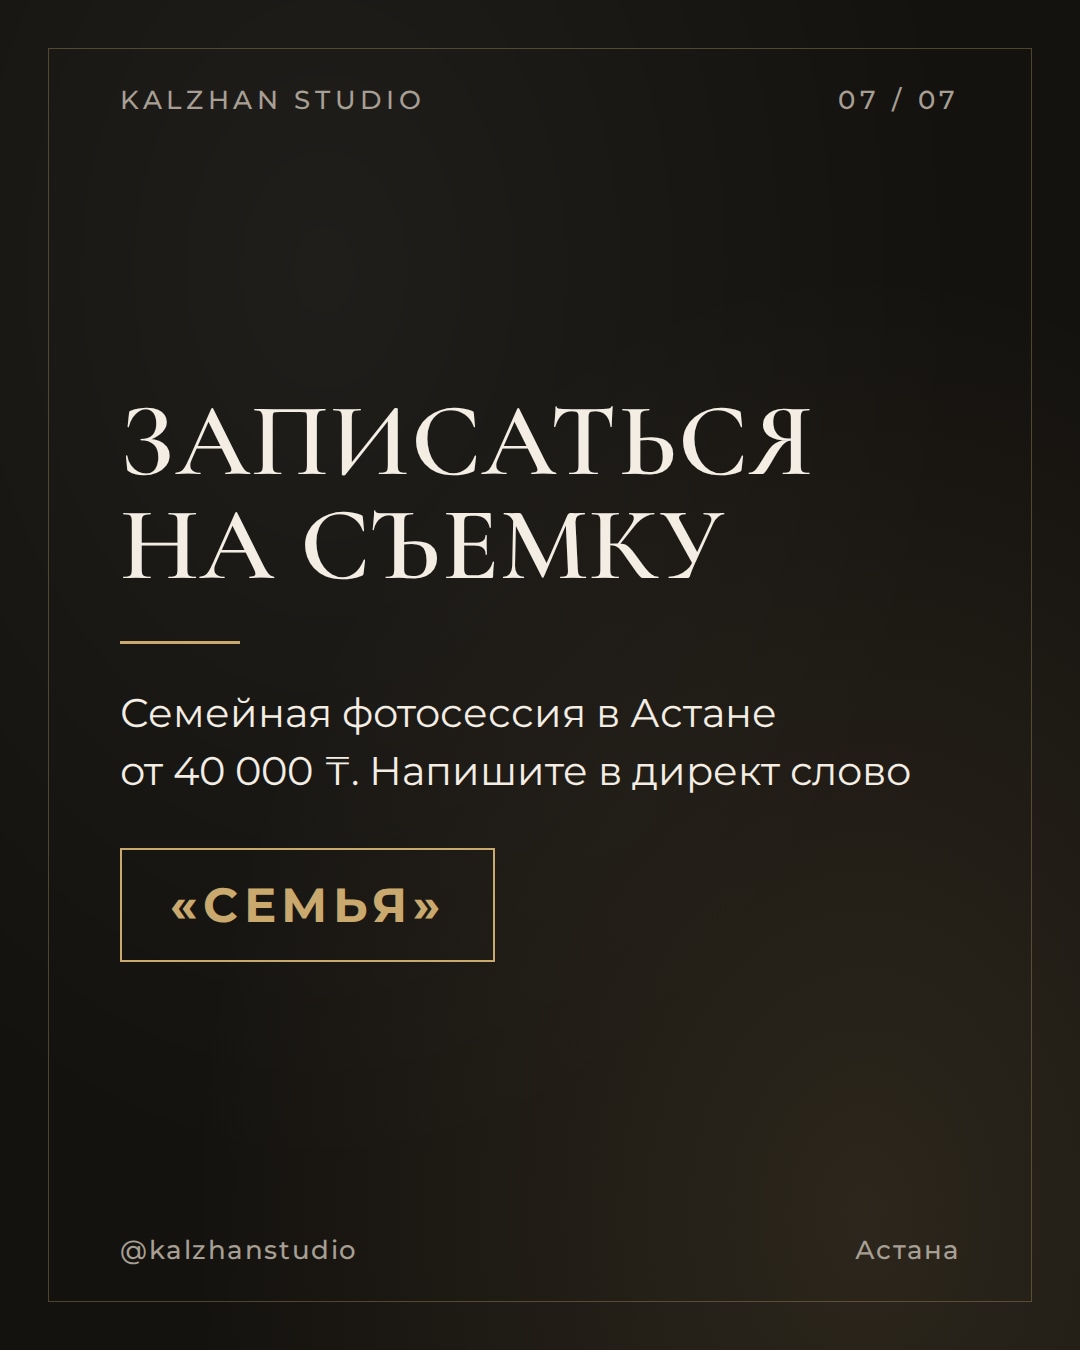 KALZHAN STUDIO
07 / 07
ЗАПИСАТЬСЯ
НА СЪЕМКУ
Семейная фотосессия в Астане
от 40 000 ₸. Напишите в директ слово
«СЕМЬЯ»
@kalzhanstudio
Астана